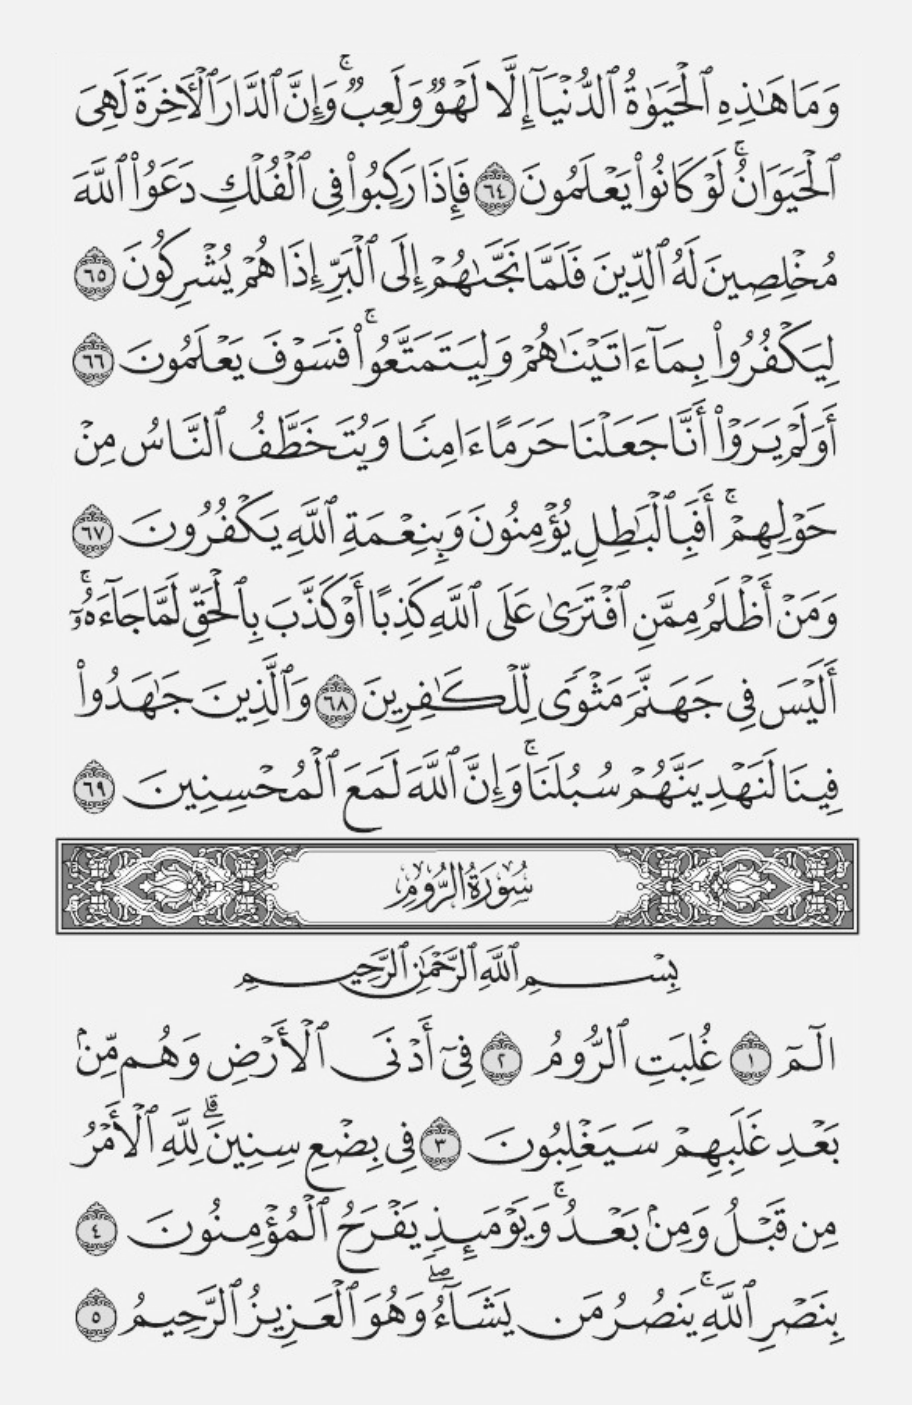 وَمَا هَٰذِهِ ٱلْحَيَوٰةُ ٱلدُّنْيَآ إِلَّا لَهْوٌ وَلَعِبٌ ۚ وَإِنَّ ٱلدَّارَ ٱلْأَخِرَةَ لَهِىَ
ٱلْحَيَوَانُ ۚ لَوْ كَانُوا۟ يَعْلَمُونَ ٦٤ فَإِذَا رَكِبُوا۟ فِى ٱلْفُلْكِ دَعَوُا۟ ٱللَّهَ
مُخْلِصِينَ لَهُ ٱلدِّينَ فَلَمَّا نَجَّىٰهُمْ إِلَى ٱلْبَرِّ إِذَا هُمْ يُشْرِكُونَ ٦٥
لِيَكْفُرُوا۟ بِمَآ ءَاتَيْنَٰهُمْ وَلِيَتَمَتَّعُوا۟ ۚ فَسَوْفَ يَعْلَمُونَ ٦٦
أَوَلَمْ يَرَوْا۟ أَنَّا جَعَلْنَا حَرَمًا ءَامِنًا وَيُتَخَطَّفُ ٱلنَّاسُ مِنْ
حَوْلِهِمْ ۚ أَفَبِٱلْبَٰطِلِ يُؤْمِنُونَ وَبِنِعْمَةِ ٱللَّهِ يَكْفُرُونَ ٦٧
وَمَنْ أَظْلَمُ مِمَّنِ ٱفْتَرَىٰ عَلَى ٱللَّهِ كَذِبًا أَوْ كَذَّبَ بِٱلْحَقِّ لَمَّا جَآءَهُۥٓ ۚ
أَلَيْسَ فِى جَهَنَّمَ مَثْوًى لِّلْكَٰفِرِينَ ٦٨ وَٱلَّذِينَ جَٰهَدُوا۟
فِينَا لَنَهْدِيَنَّهُمْ سُبُلَنَا ۚ وَإِنَّ ٱللَّهَ لَمَعَ ٱلْمُحْسِنِينَ ٦٩
سُورَةُ الرُّومِ
بِسْمِ ٱللَّهِ ٱلرَّحْمَٰنِ ٱلرَّحِيمِ
الٓمٓ ١ غُلِبَتِ ٱلرُّومُ ٢ فِىٓ أَدْنَى ٱلْأَرْضِ وَهُم مِّنۢ
بَعْدِ غَلَبِهِمْ سَيَغْلِبُونَ ٣ فِى بِضْعِ سِنِينَ ۗ لِلَّهِ ٱلْأَمْرُ
مِن قَبْلُ وَمِنۢ بَعْدُ ۚ وَيَوْمَئِذٍ يَفْرَحُ ٱلْمُؤْمِنُونَ ٤
بِنَصْرِ ٱللَّهِ ۚ يَنصُرُ مَن يَشَآءُ ۖ وَهُوَ ٱلْعَزِيزُ ٱلرَّحِيمُ ٥